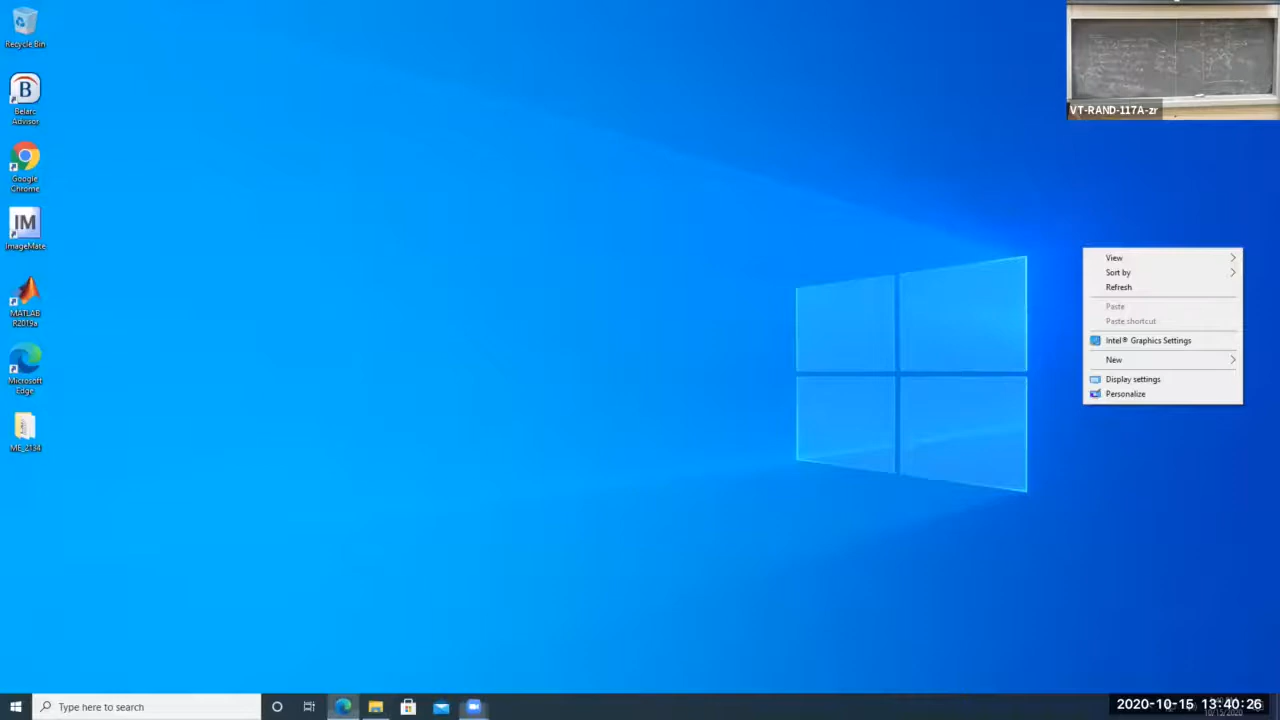 Recycle Bin
Belarc
Advisor
Google
Chrome
IM
ImageMate
MATLAB
R2019a
Microsoft
Edge
ME_2134
VT-RAND-117A-zr
View
Sort by
Refresh
Paste
Paste shortcut
Intel® Graphics Settings
New
Display settings
Personalize
Type here to search
2020-10-15 13:40:26